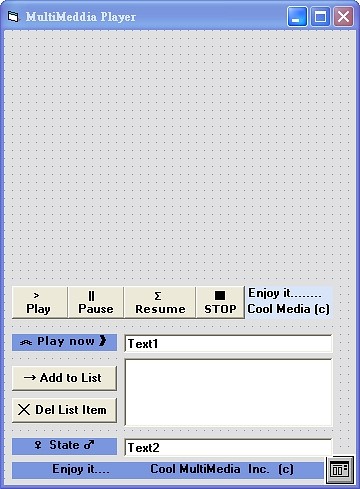 MultiMeddia Player
> Play
|| Pause
Σ Resume
■ STOP
Enjoy it........
Cool Media (c)
෴ Play now ❱
Text1
→ Add to List
╳ Del List Item
♀ State ♂
Text2
Enjoy it.... Cool MultiMedia Inc. (c)